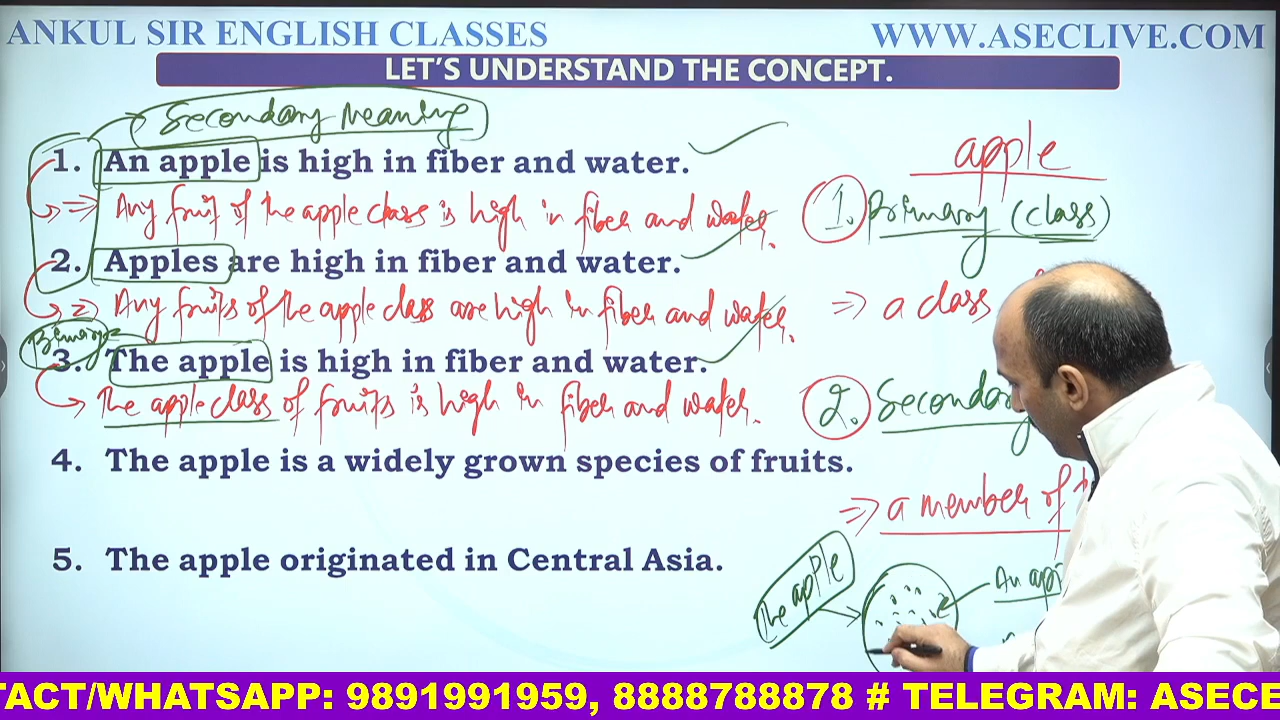 ANKUL SIR ENGLISH CLASSES
WWW.ASECLIVE.COM
LET'S UNDERSTAND THE CONCEPT.
Secondary Meaning
1. An apple is high in fiber and water.
⇒ Any fruit of the apple class is high in fiber and water.
2. Apples are high in fiber and water.
⇒ Any fruits of the apple class are high in fiber and water.
Primary
3. The apple is high in fiber and water.
The apple class of fruits is high in fiber and water.
4. The apple is a widely grown species of fruits.
5. The apple originated in Central Asia.
apple
1. Primary (class)
⇒ a class
2. Secondary
⇒ a member of
The apple
An
TACT/WHATSAPP: 9891991959, 8888788878 # TELEGRAM: ASECE